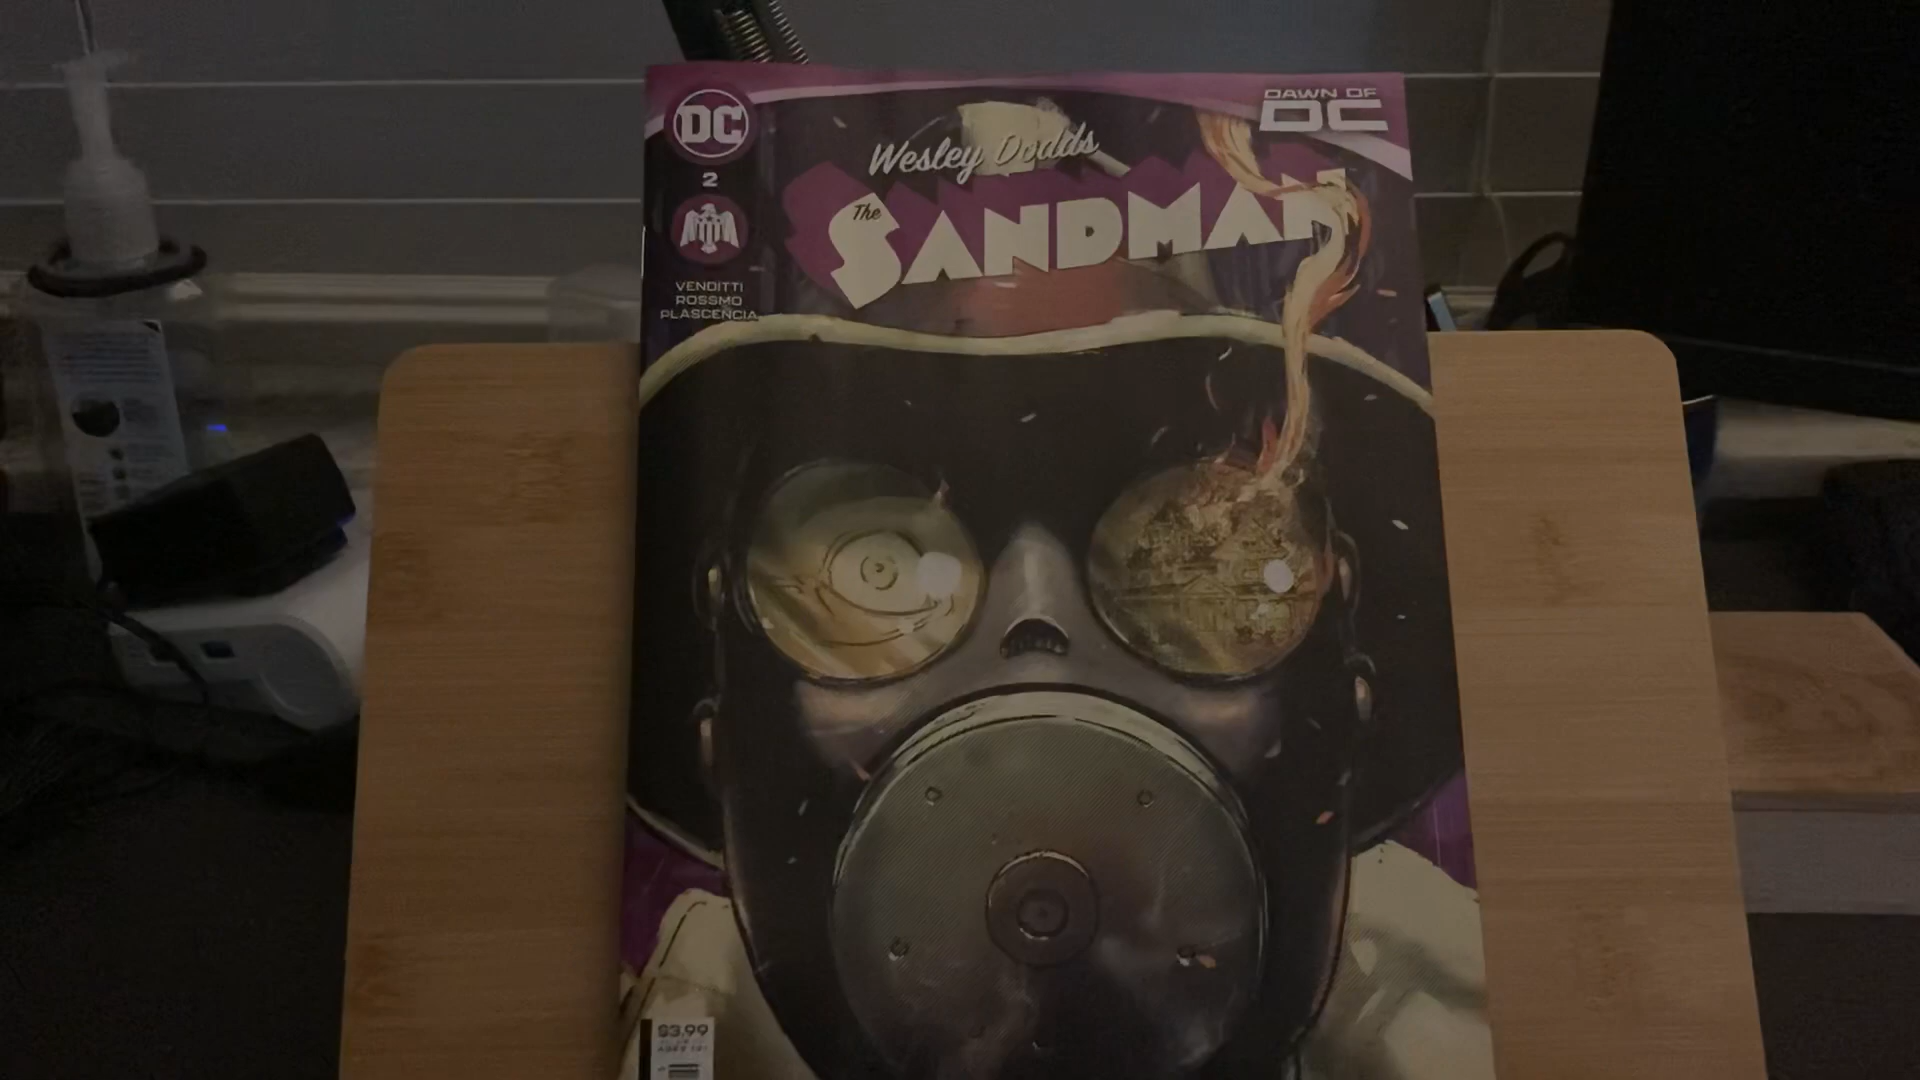 DC
DAWN OF
DC
2
Wesley Dodds
The SANDMAN
VENDITTI
ROSSMO
PLASCENCIA
$3.99